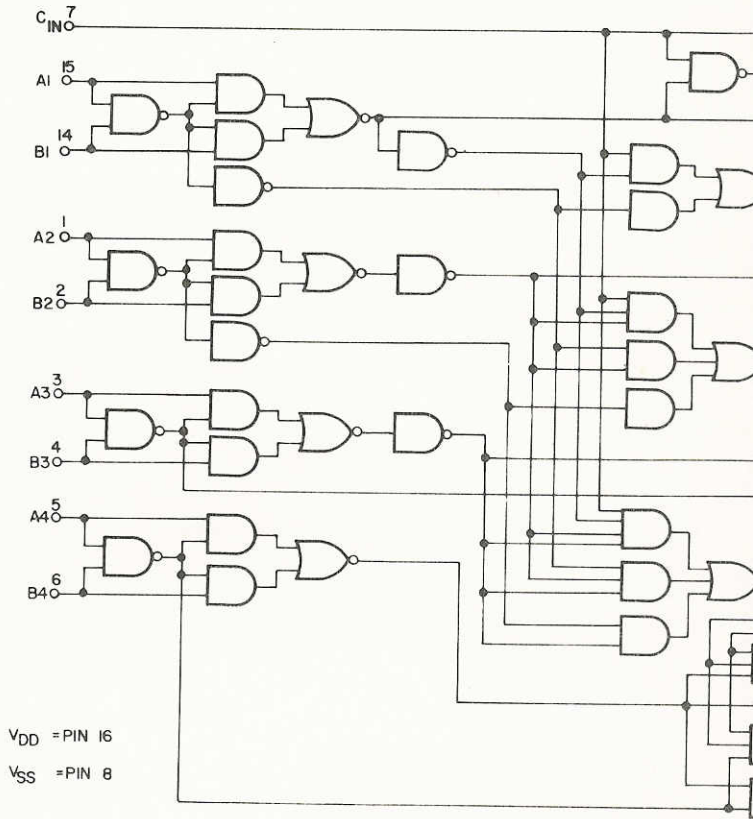 C_IN 7
A1 15
B1 14
A2 1
B2 2
A3 3
B3 4
A4 5
B4 6
V_DD = PIN 16
V_SS = PIN 8